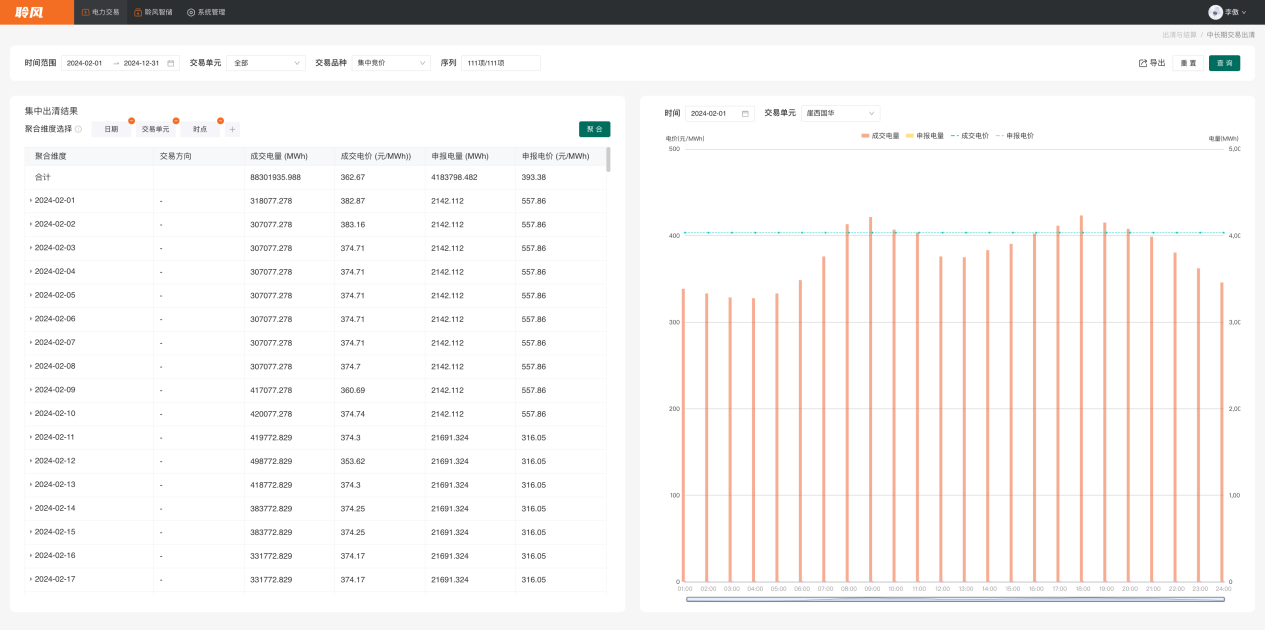 聆风 电力交易 聆风智储 系统管理 李傲
出清与结算 / 中长期交易出清
时间范围 2024-02-01 → 2024-12-31 交易单元 全部 交易品种 集中竞价 序列 111项/111项 导出 重置 查询
集中出清结果
聚合维度选择 日期 交易单元 时点 + 聚合
聚合维度 交易方向 成交电量 (MWh) 成交电价 (元/MWh)) 申报电量 (MWh) 申报电价 (元/MWh)
合计 88301935.988 362.67 4183798.482 393.38
2024-02-01 - 318077.278 382.87 2142.112 557.86
2024-02-02 - 307077.278 383.16 2142.112 557.86
2024-02-03 - 307077.278 374.71 2142.112 557.86
2024-02-04 - 307077.278 374.71 2142.112 557.86
2024-02-05 - 307077.278 374.71 2142.112 557.86
2024-02-06 - 307077.278 374.71 2142.112 557.86
2024-02-07 - 307077.278 374.71 2142.112 557.86
2024-02-08 - 307077.278 374.7 2142.112 557.86
2024-02-09 - 417077.278 360.69 2142.112 557.86
2024-02-10 - 420077.278 374.74 2142.112 557.86
2024-02-11 - 419772.829 374.3 21691.324 316.05
2024-02-12 - 498772.829 353.62 21691.324 316.05
2024-02-13 - 418772.829 374.3 21691.324 316.05
2024-02-14 - 383772.829 374.25 21691.324 316.05
2024-02-15 - 383772.829 374.25 21691.324 316.05
2024-02-16 - 331772.829 374.17 21691.324 316.05
2024-02-17 - 331772.829 374.17 21691.324 316.05
时间 2024-02-01 交易单元 崖西国华
成交电量 申报电量 成交电价 申报电价
电价(元/MWh) 电量(MWh)
500 5,00
400 4,00
300 3,00
200 2,00
100 1,00
0 0
01:00 02:00 03:00 04:00 05:00 06:00 07:00 08:00 09:00 10:00 11:00 12:00 13:00 14:00 15:00 16:00 17:00 18:00 19:00 20:00 21:00 22:00 23:00 24:00